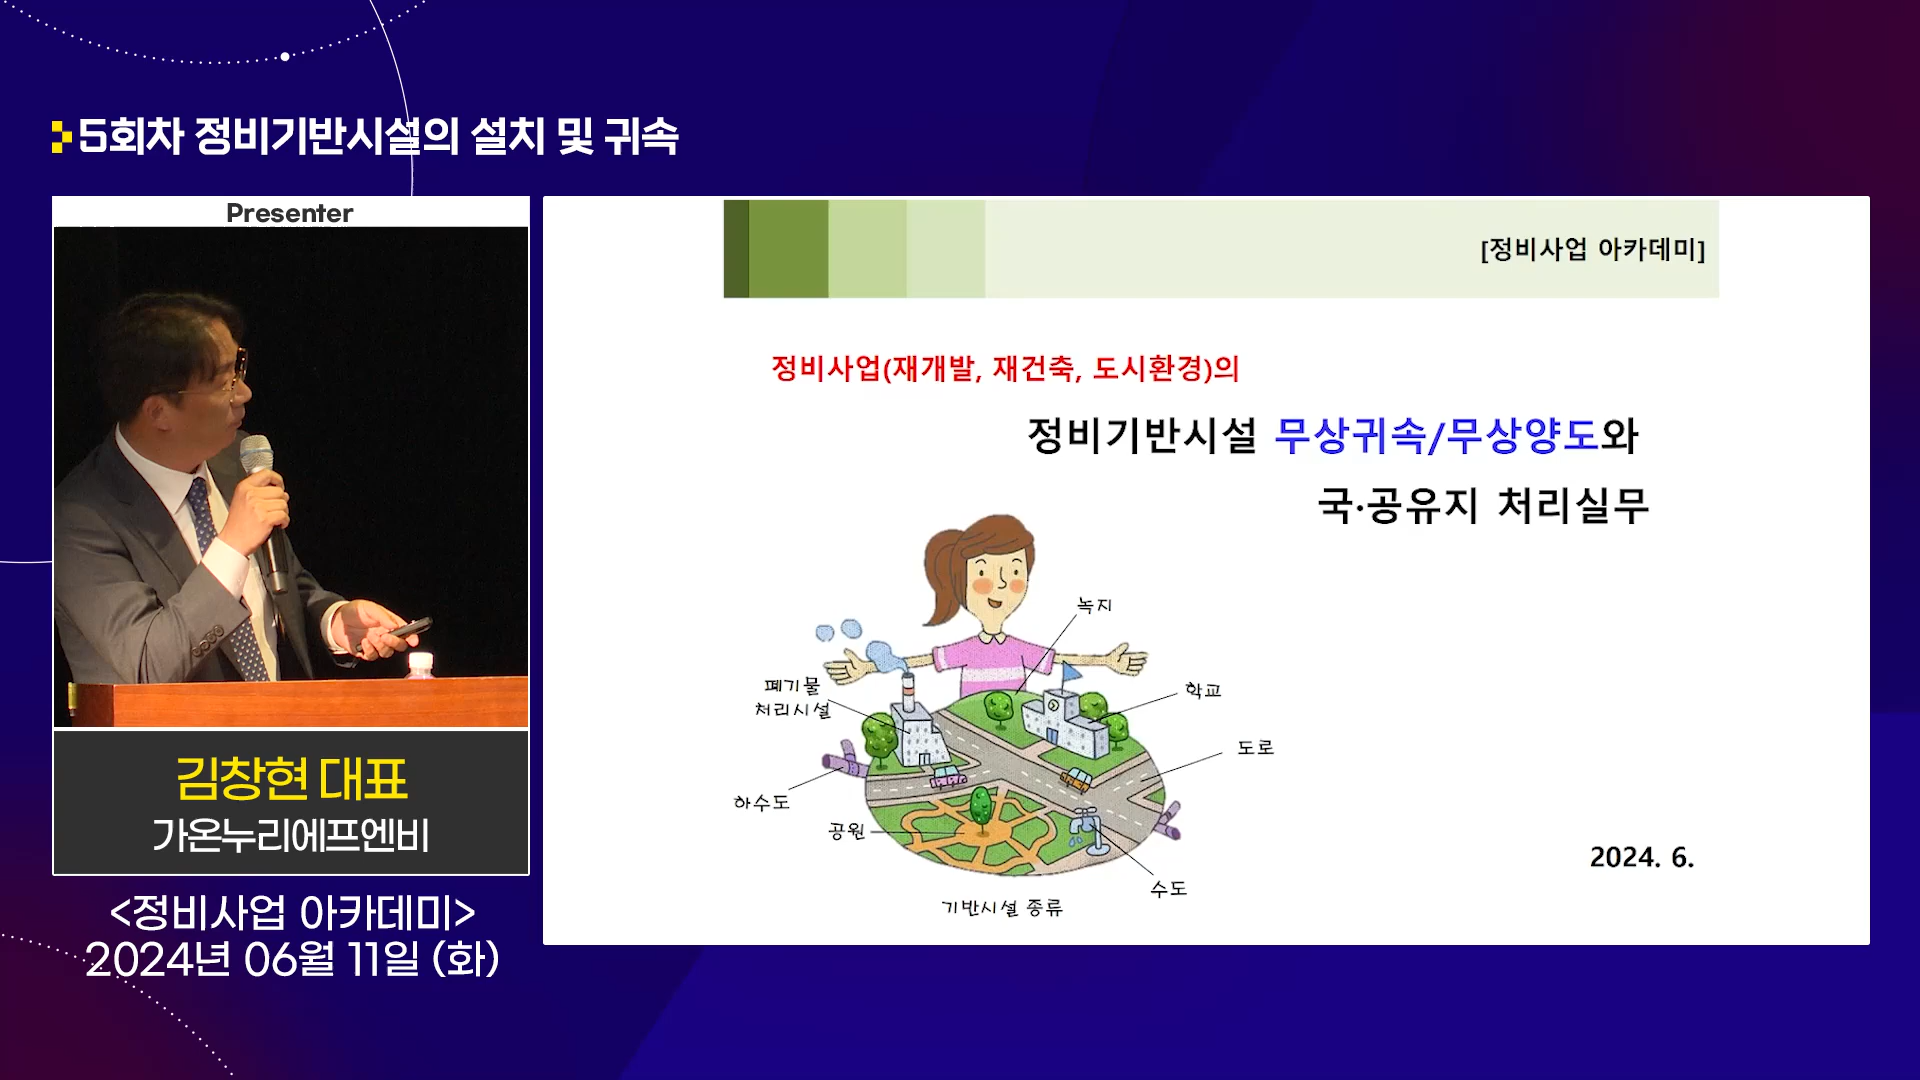 5회차 정비기반시설의 설치 및 귀속
Presenter
김창현 대표
가온누리에프엔비
<정비사업 아카데미>
2024년 06월 11일 (화)
[정비사업 아카데미]
정비사업(재개발, 재건축, 도시환경)의
정비기반시설 무상귀속/무상양도와
국·공유지 처리실무
녹지
폐기물
처리시설
학교
도로
하수도
공원
수도
기반시설 종류
2024. 6.